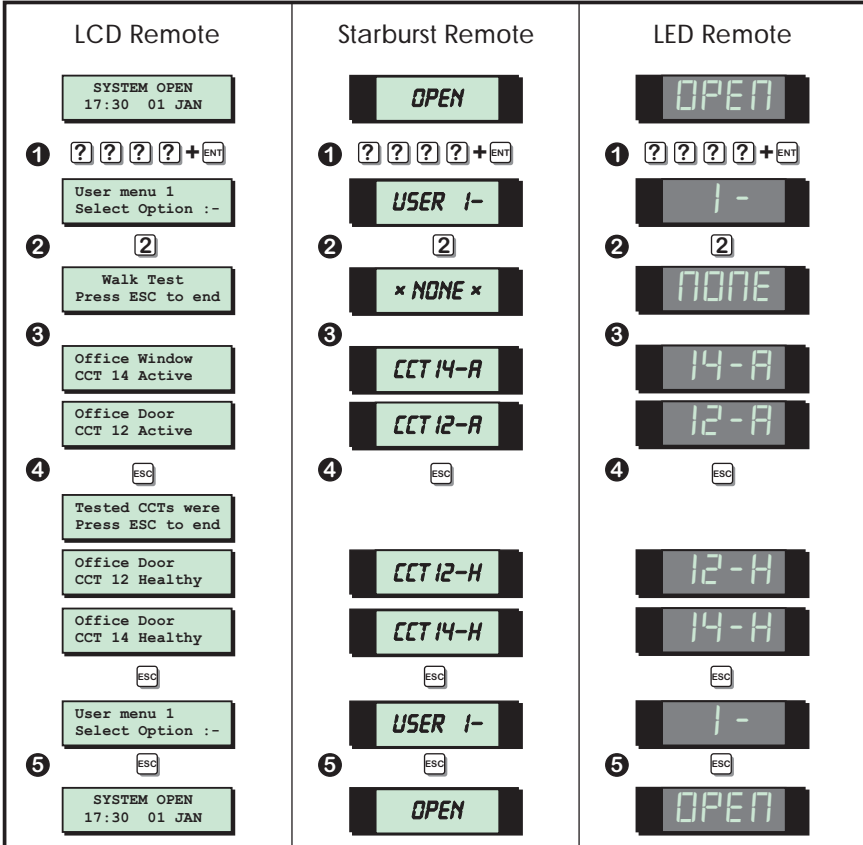 LCD Remote
SYSTEM OPEN
17:30 01 JAN
1 ? ? ? ? + ENT
User menu 1
Select Option :-
2 2
Walk Test
Press ESC to end
3
Office Window
CCT 14 Active
Office Door
CCT 12 Active
4 ESC
Tested CCTs were
Press ESC to end
Office Door
CCT 12 Healthy
Office Door
CCT 14 Healthy
ESC
User menu 1
Select Option :-
5 ESC
SYSTEM OPEN
17:30 01 JAN
Starburst Remote
OPEN
1 ? ? ? ? + ENT
USER 1-
2 2
× NONE ×
3
CCT 14-A
CCT 12-A
4 ESC
CCT 12-H
CCT 14-H
ESC
USER 1-
5 ESC
OPEN
LED Remote
OPEN
1 ? ? ? ? + ENT
1 -
2 2
NONE
3
14-A
12-A
4 ESC
12-H
14-H
ESC
1 -
5 ESC
OPEN